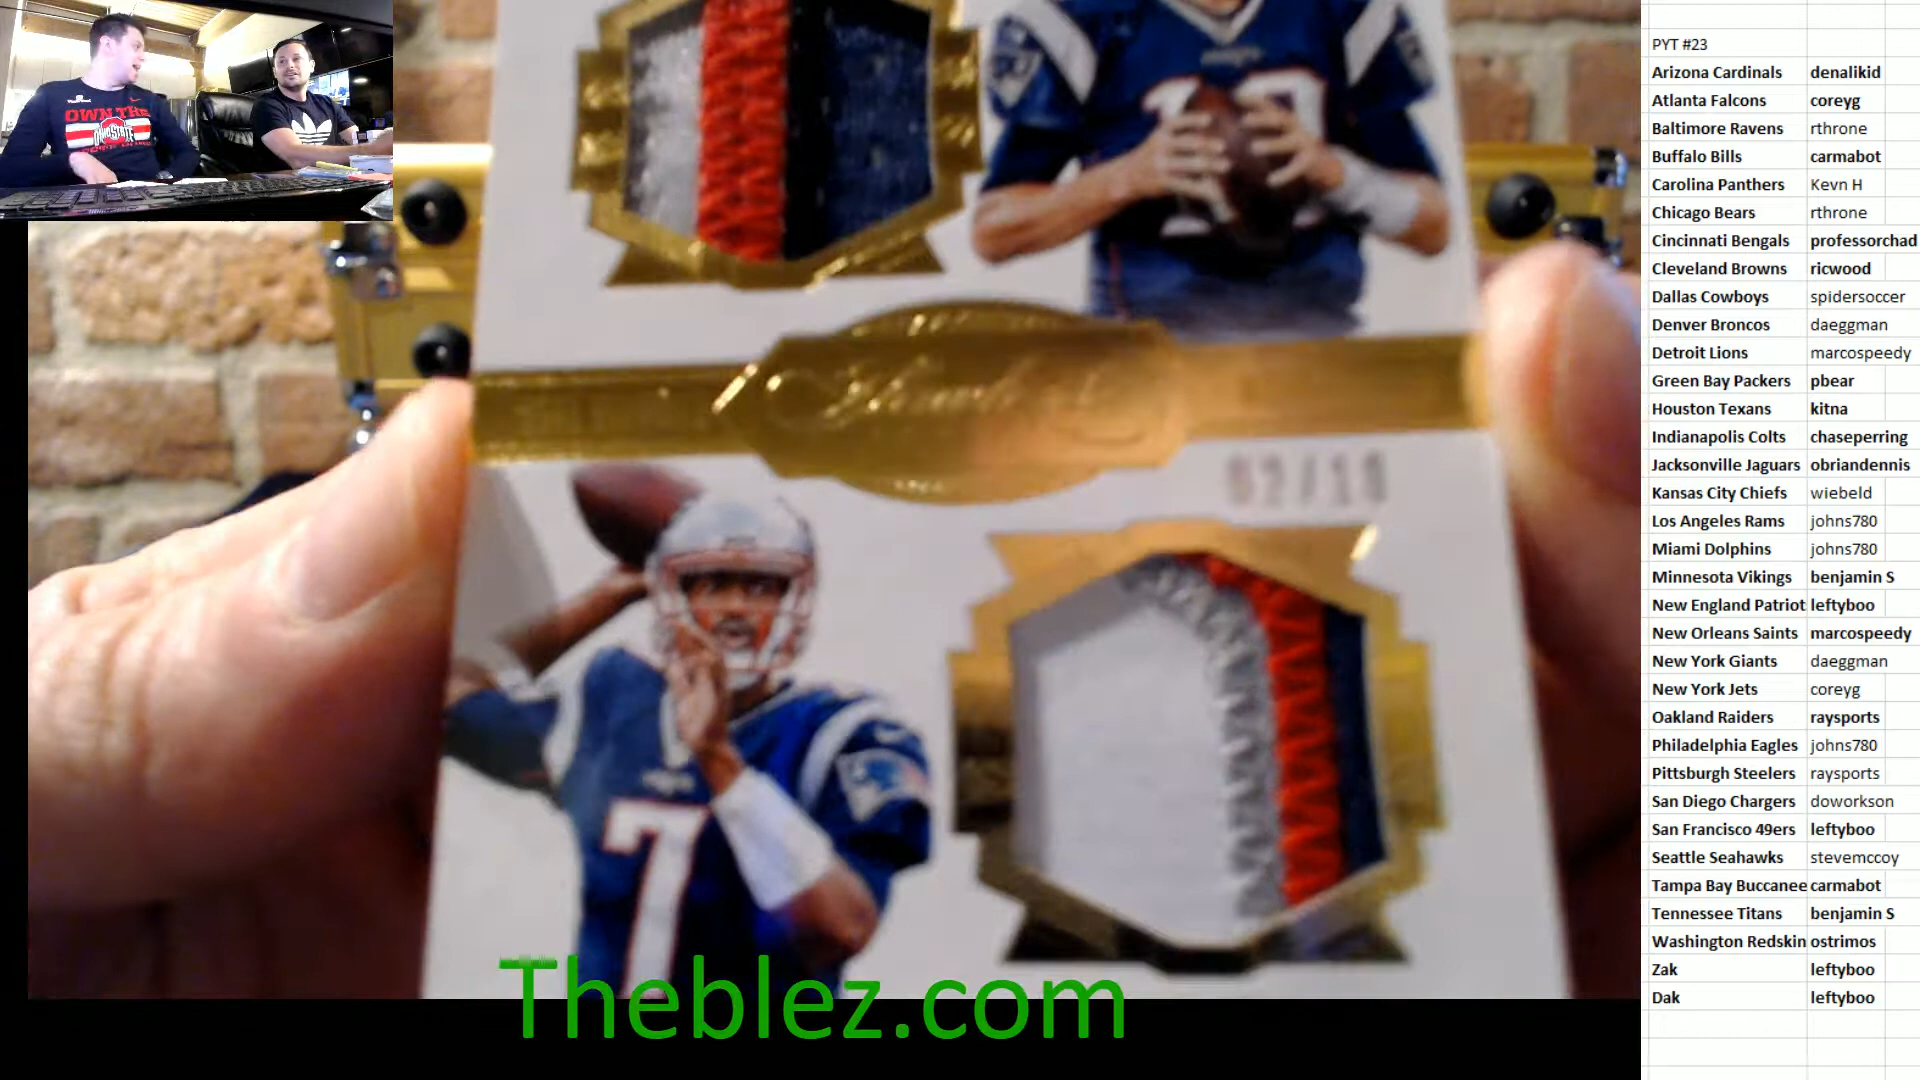 OWN THE
OHIO STATE
adidas
Flawless
02/10
7
Theblez.com
PYT #23
Arizona Cardinals denalikid
Atlanta Falcons coreyg
Baltimore Ravens rthrone
Buffalo Bills carmabot
Carolina Panthers Kevn H
Chicago Bears rthrone
Cincinnati Bengals professorchad
Cleveland Browns ricwood
Dallas Cowboys spidersoccer
Denver Broncos daeggman
Detroit Lions marcospeedy
Green Bay Packers pbear
Houston Texans kitna
Indianapolis Colts chaseperring
Jacksonville Jaguars obriandennis
Kansas City Chiefs wiebeld
Los Angeles Rams johns780
Miami Dolphins johns780
Minnesota Vikings benjamin S
New England Patriot leftyboo
New Orleans Saints marcospeedy
New York Giants daeggman
New York Jets coreyg
Oakland Raiders raysports
Philadelphia Eagles johns780
Pittsburgh Steelers raysports
San Diego Chargers doworkson
San Francisco 49ers leftyboo
Seattle Seahawks stevemccoy
Tampa Bay Buccanee carmabot
Tennessee Titans benjamin S
Washington Redskin ostrimos
Zak leftyboo
Dak leftyboo